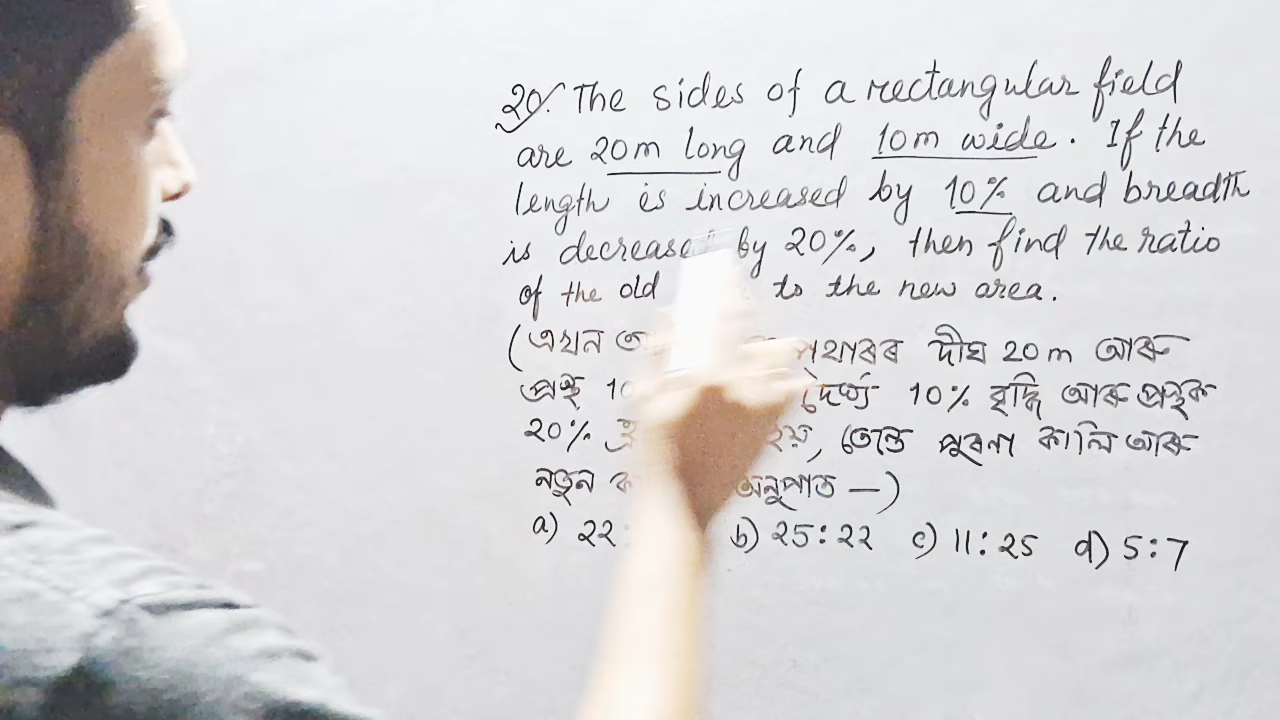 20. The sides of a rectangular field
are 20m long and 10m wide. If the
length is increased by 10% and breadth
is decreased by 20%, then find the ratio
of the old to the new area.
(এখন পথাৰৰ দীঘ 20m আৰু
প্ৰস্থ দৈৰ্ঘ্য 10% বৃদ্ধি আৰু প্ৰস্থক
20% হয়, তেন্তে পুৰণা কালি আৰু
নতুন অনুপাত —)
a) 22: b) 25:22 c) 11:25 d) 5:7